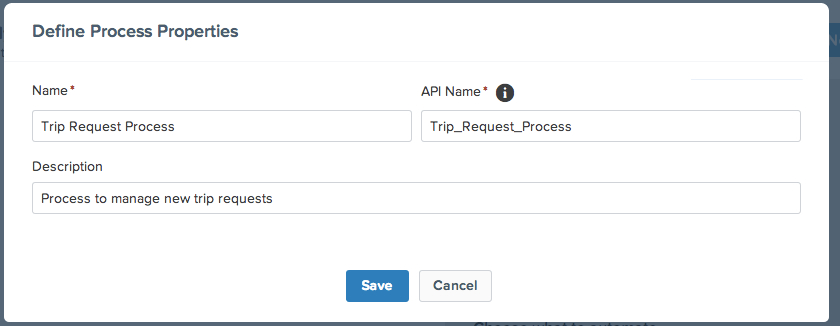 Define Process Properties
Name* API Name* i
Trip Request Process Trip_Request_Process
Description
Process to manage new trip requests
Save Cancel